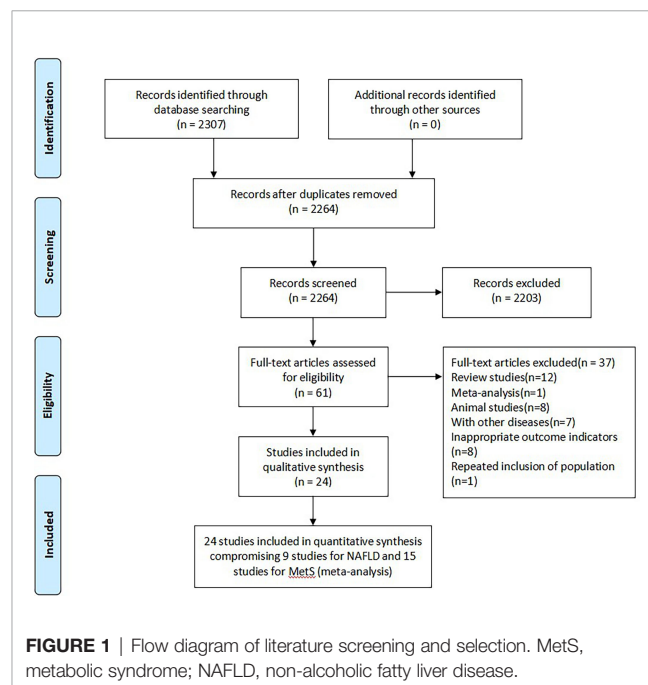 Identification
Records identified through
database searching
(n = 2307)
Additional records identified
through other sources
(n = 0)
Records after duplicates removed
(n = 2264)
Screening
Records screened
(n = 2264)
Records excluded
(n = 2203)
Eligibility
Full-text articles assessed
for eligibility
(n = 61)
Full-text articles excluded(n = 37)
Review studies(n=12)
Meta-analysis(n=1)
Animal studies(n=8)
With other diseases(n=7)
Inappropriate outcome indicators
(n=8)
Repeated inclusion of population
(n=1)
Studies included in
qualitative synthesis
(n = 24)
Included
24 studies included in quantitative synthesis
compromising 9 studies for NAFLD and 15
studies for MetS (meta-analysis)
FIGURE 1 | Flow diagram of literature screening and selection. MetS,
metabolic syndrome; NAFLD, non-alcoholic fatty liver disease.